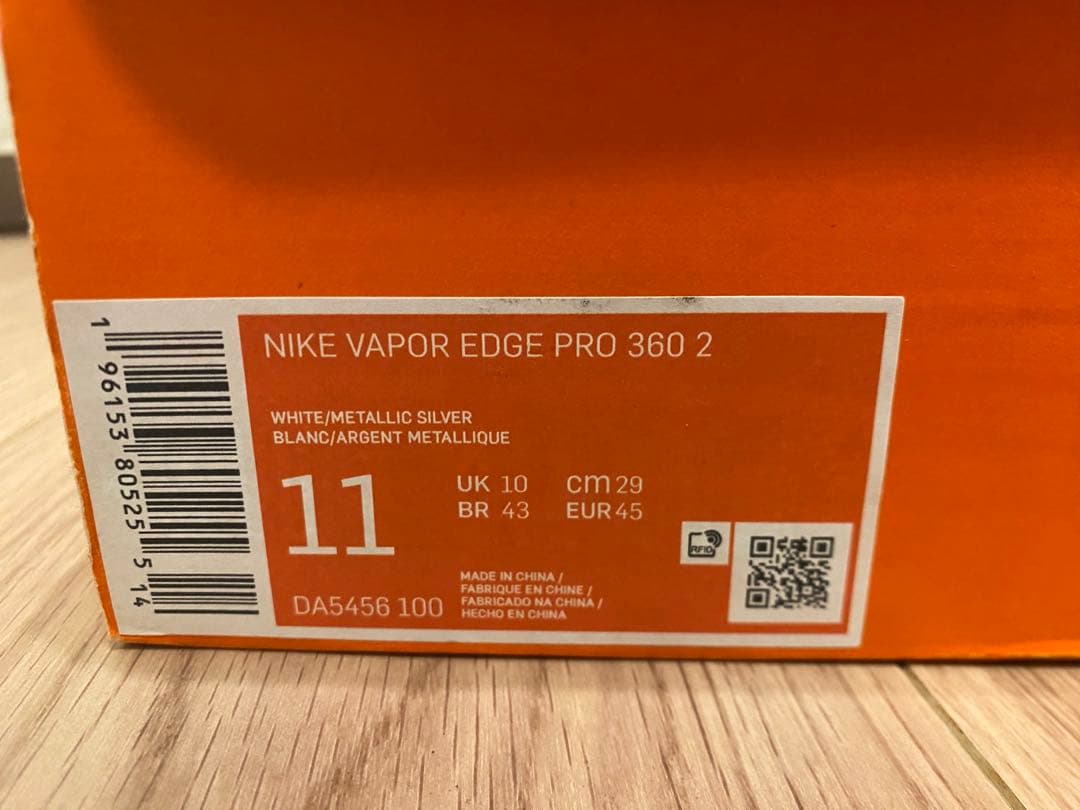 NIKE VAPOR EDGE PRO 360 2
WHITE/METALLIC SILVER
BLANC/ARGENT METALLIQUE
11
UK 10 cm 29
BR 43 EUR 45
DA5456 100
MADE IN CHINA /
FABRIQUE EN CHINE /
FABRICADO NA CHINA /
HECHO EN CHINA
RFID
1 96153 80525 5 14